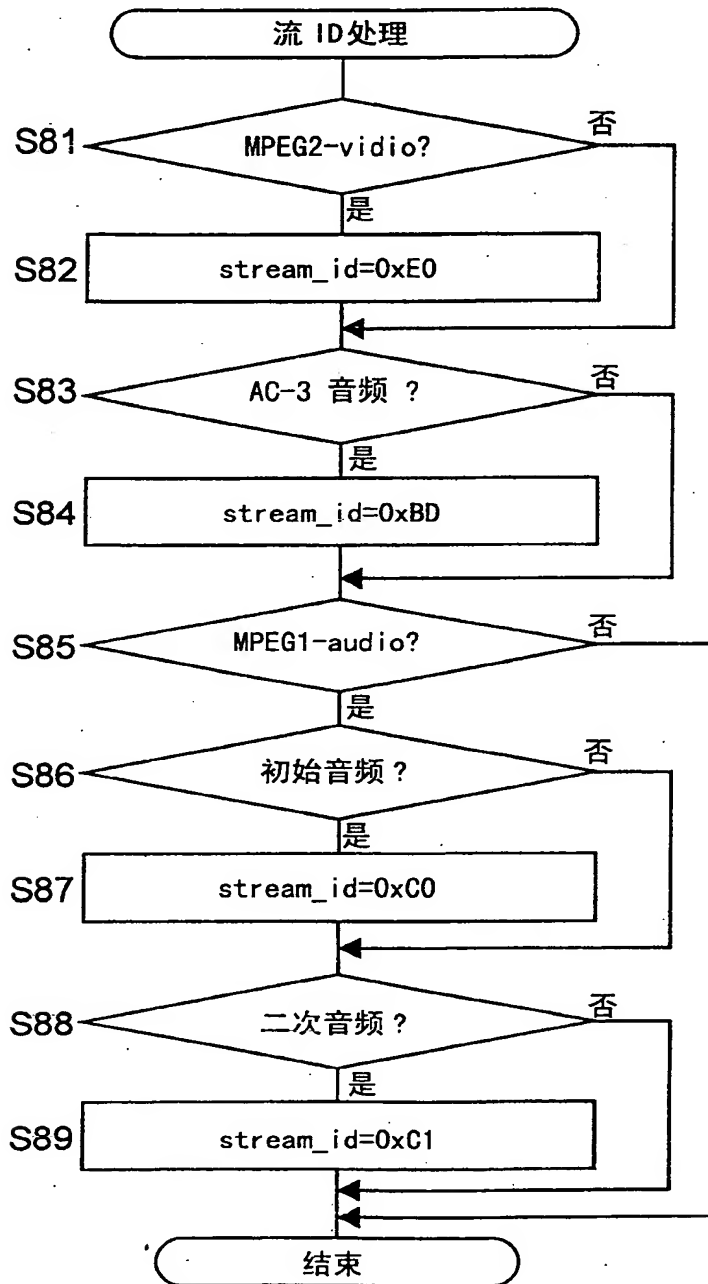 流 ID处理
S81
MPEG2-vidio?
否
是
S82
stream_id=0xE0
S83
AC-3 音频 ?
否
是
S84
stream_id=0xBD
S85
MPEG1-audio?
否
是
S86
初始音频?
否
是
S87
stream_id=0xC0
S88
二次音频?
否
是
S89
stream_id=0xC1
结束